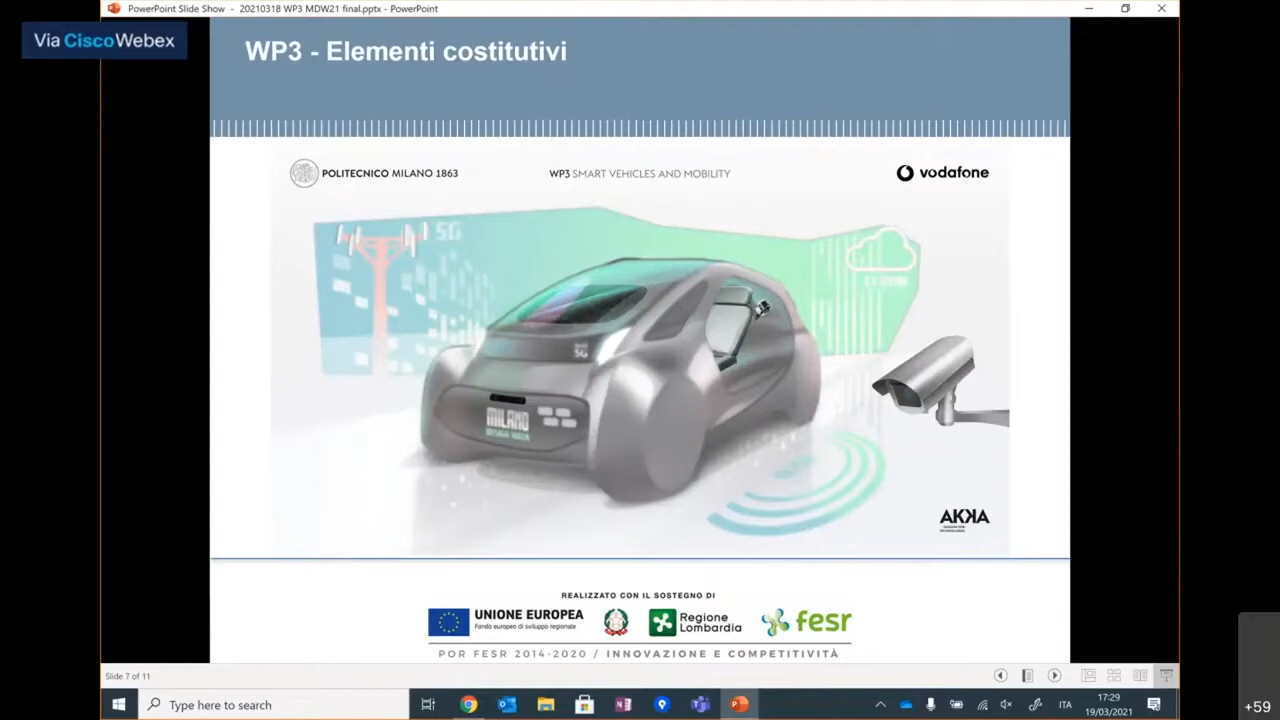 PowerPoint Slide Show - 20210318 WP3 MDW21 final.pptx - PowerPoint
Via CiscoWebex
WP3 - Elementi costitutivi
POLITECNICO MILANO 1863
WP3 SMART VEHICLES AND MOBILITY
vodafone
5G
5G
MILANO
DESIGN WEEK
AKKA
REALIZZATO CON IL SOSTEGNO DI
UNIONE EUROPEA
Fondo europeo di sviluppo regionale
Regione
Lombardia
fesr
POR FESR 2014-2020 / INNOVAZIONE E COMPETITIVITÀ
Slide 7 of 11
Type here to search
ITA
17:29
19/03/2021
+59